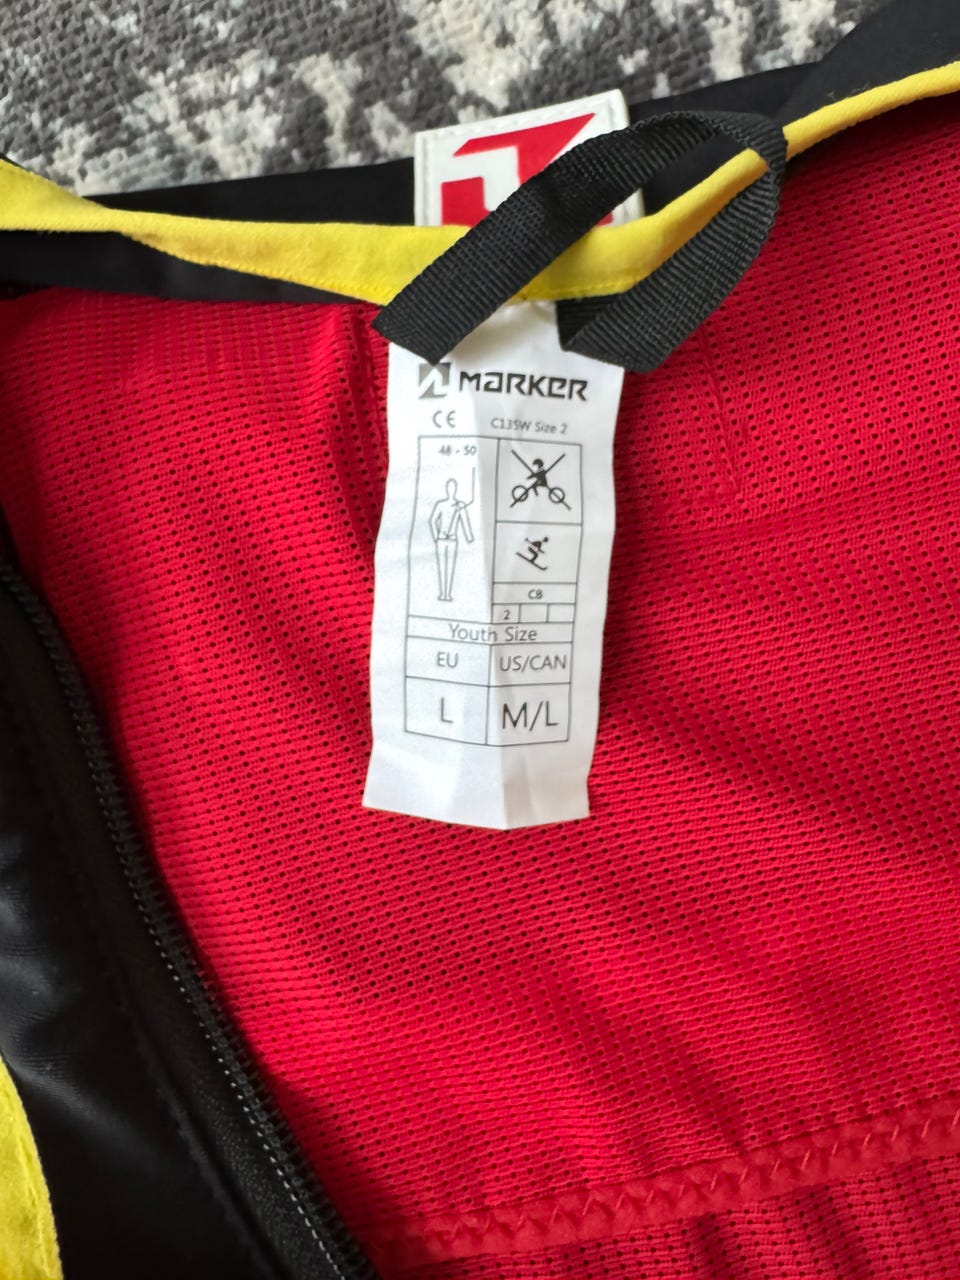 MARKER
CE
C135W Size 2
48 - 50
CB
2
Youth Size
EU US/CAN
L M/L